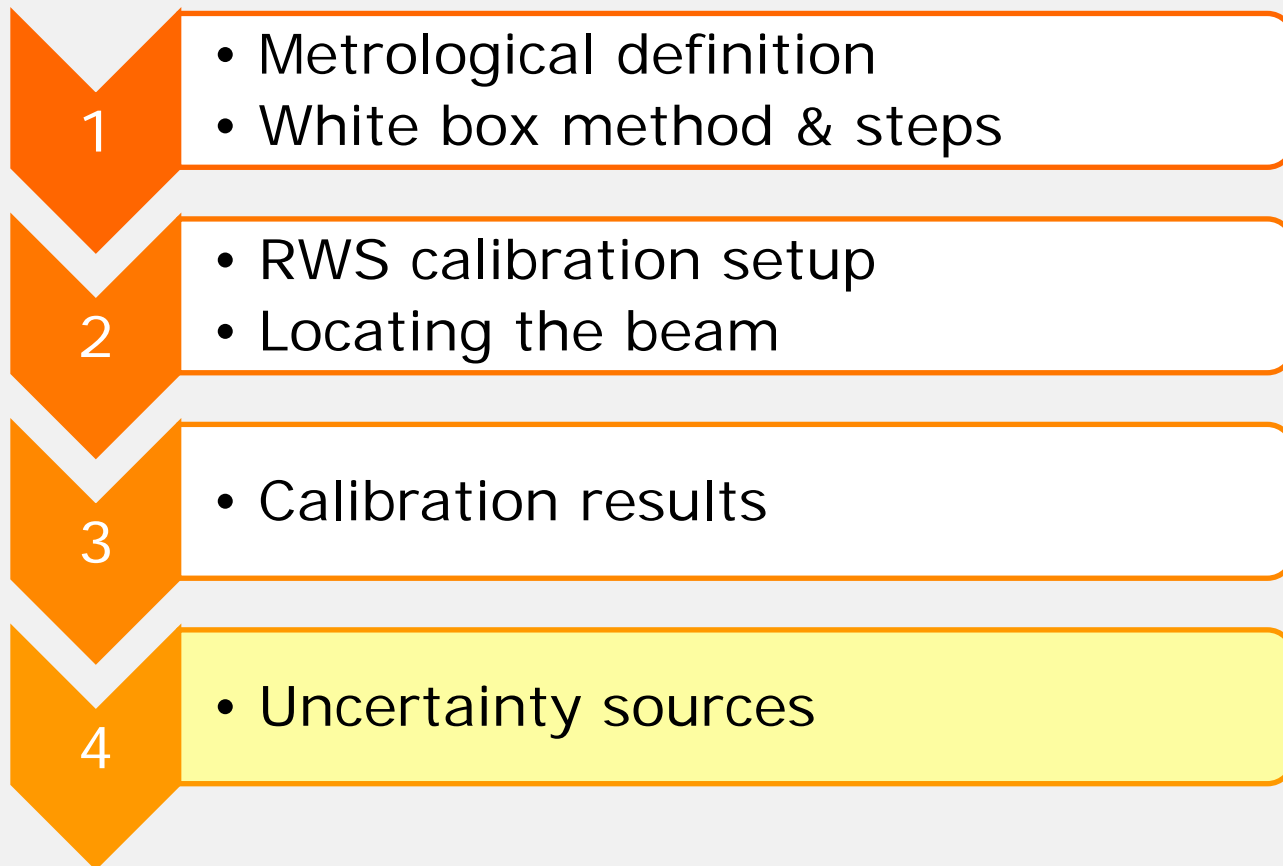 1
• Metrological definition
• White box method & steps
2
• RWS calibration setup
• Locating the beam
3
• Calibration results
4
• Uncertainty sources